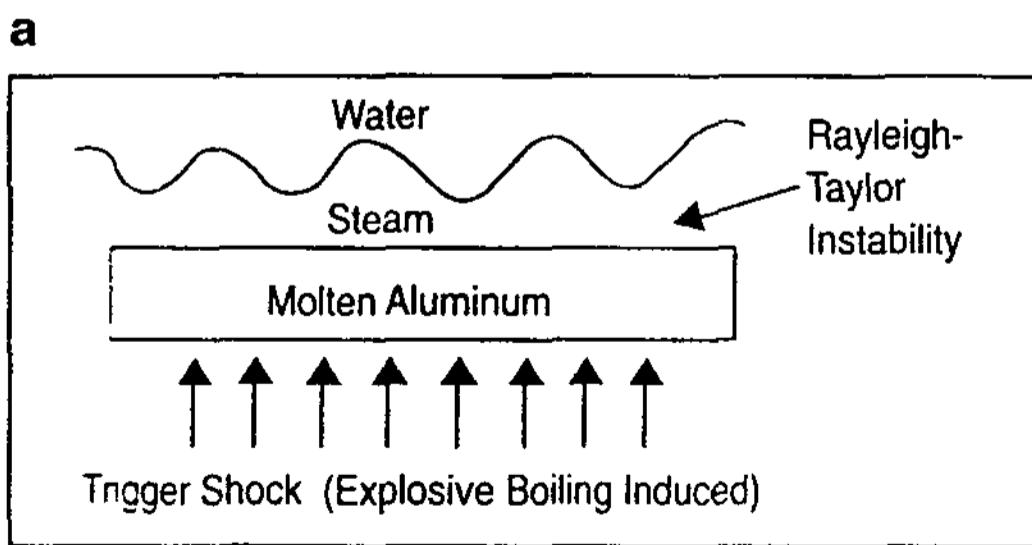 a
Water
Rayleigh-
Taylor
Instability
Steam
Molten Aluminum
Trigger Shock (Explosive Boiling Induced)